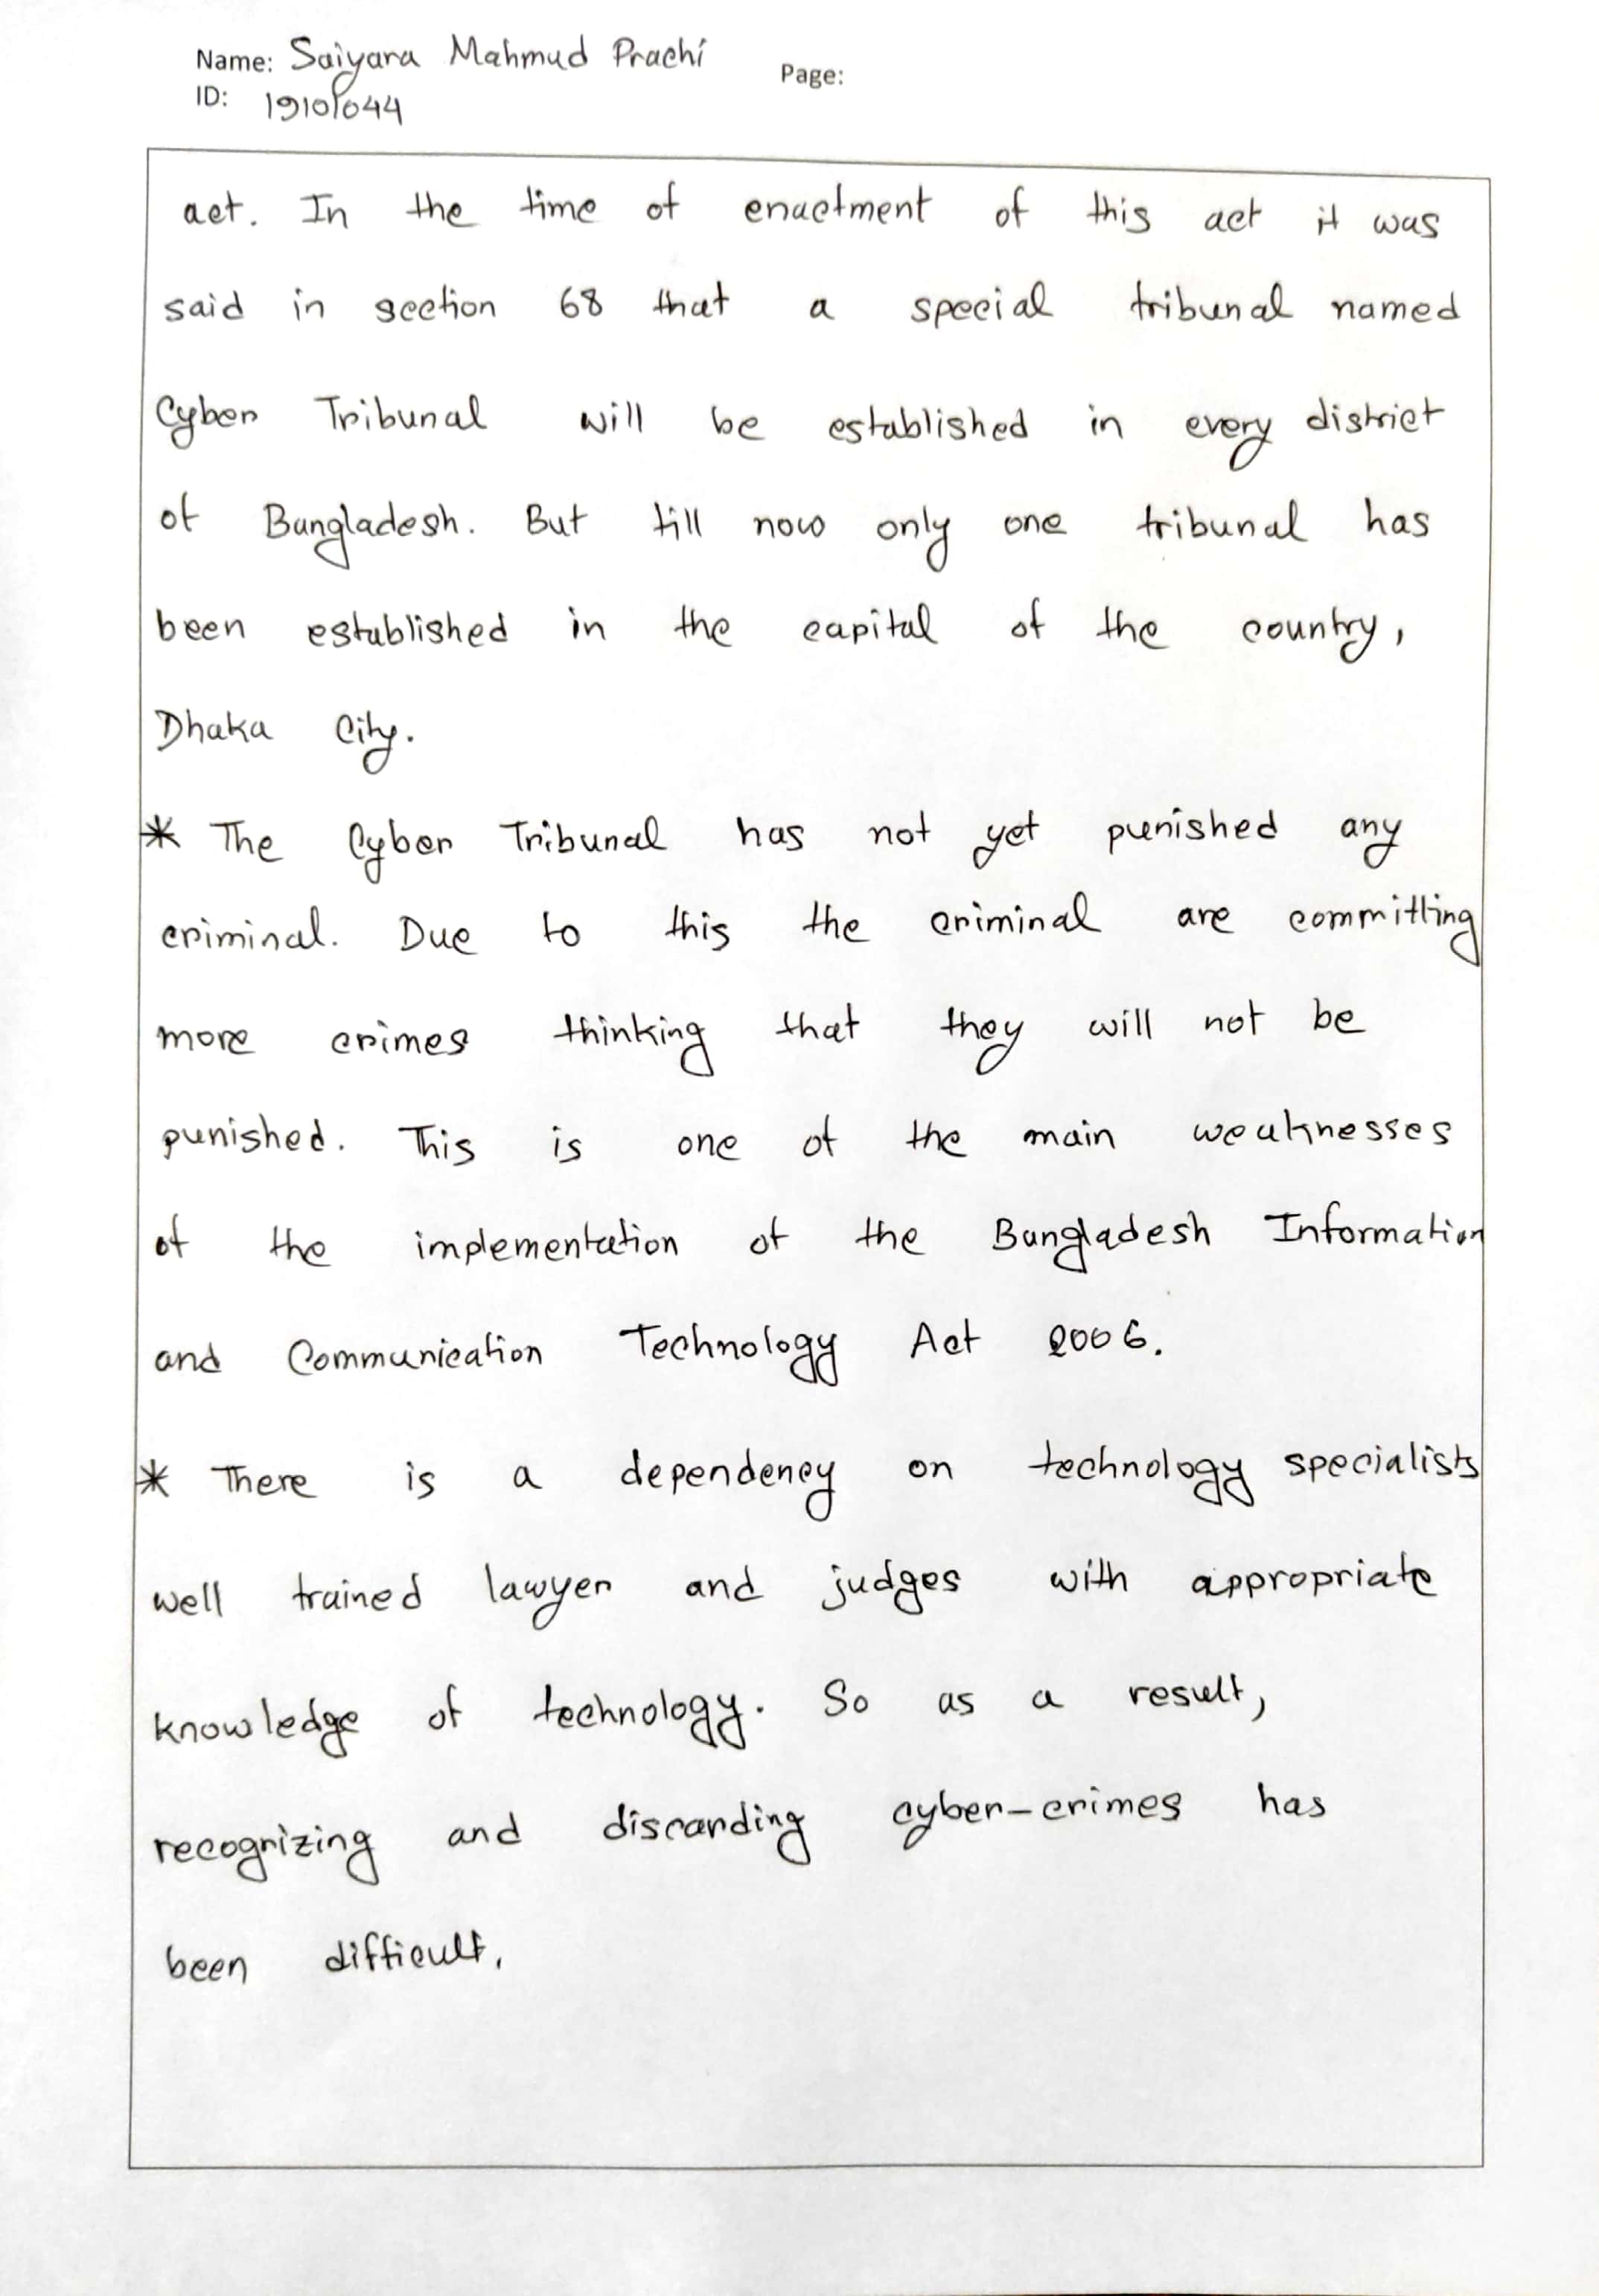 Name: Saiyara Mahmud Prachi Page:
ID: 19101044
act. In the time of enactment of this act it was
said in section 68 that a special tribunal named
Cyber Tribunal will be established in every district
of Bangladesh. But till now only one tribunal has
been established in the capital of the country,
Dhaka City.
* The Cyber Tribunal has not yet punished any
criminal. Due to this the criminal are committing
more crimes thinking that they will not be
punished. This is one of the main weaknesses
of the implementation of the Bangladesh Information
and Communication Technology Act 2006.
* There is a dependency on technology specialists
well trained lawyer and judges with appropriate
knowledge of technology. So as a result,
recognizing and discarding cyber-crimes has
been difficult.